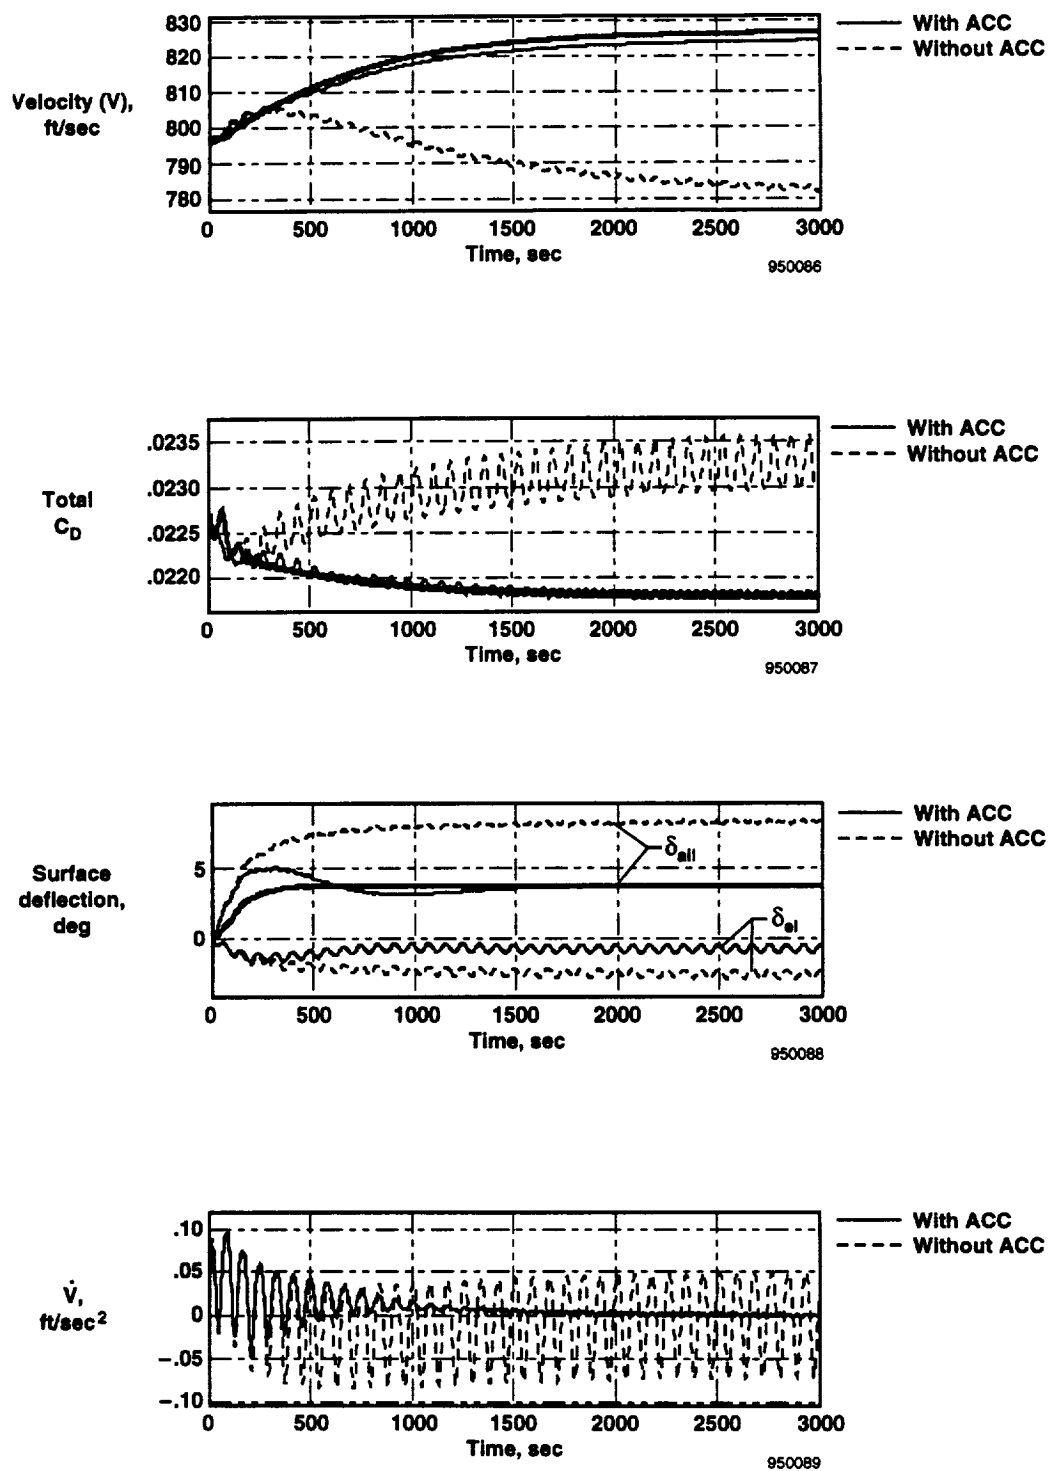 830
820
810
800
790
780
Velocity (V),
ft/sec
With ACC
Without ACC
0 500 1000 1500 2000 2500 3000
Time, sec
950086
.0235
.0230
.0225
.0220
Total
C_D
With ACC
Without ACC
0 500 1000 1500 2000 2500 3000
Time, sec
950087
5
0
Surface
deflection,
deg
δ_ail
δ_el
With ACC
Without ACC
0 500 1000 1500 2000 2500 3000
Time, sec
950088
.10
.05
0
–.05
–.10
V̇,
ft/sec²
With ACC
Without ACC
0 500 1000 1500 2000 2500 3000
Time, sec
950089